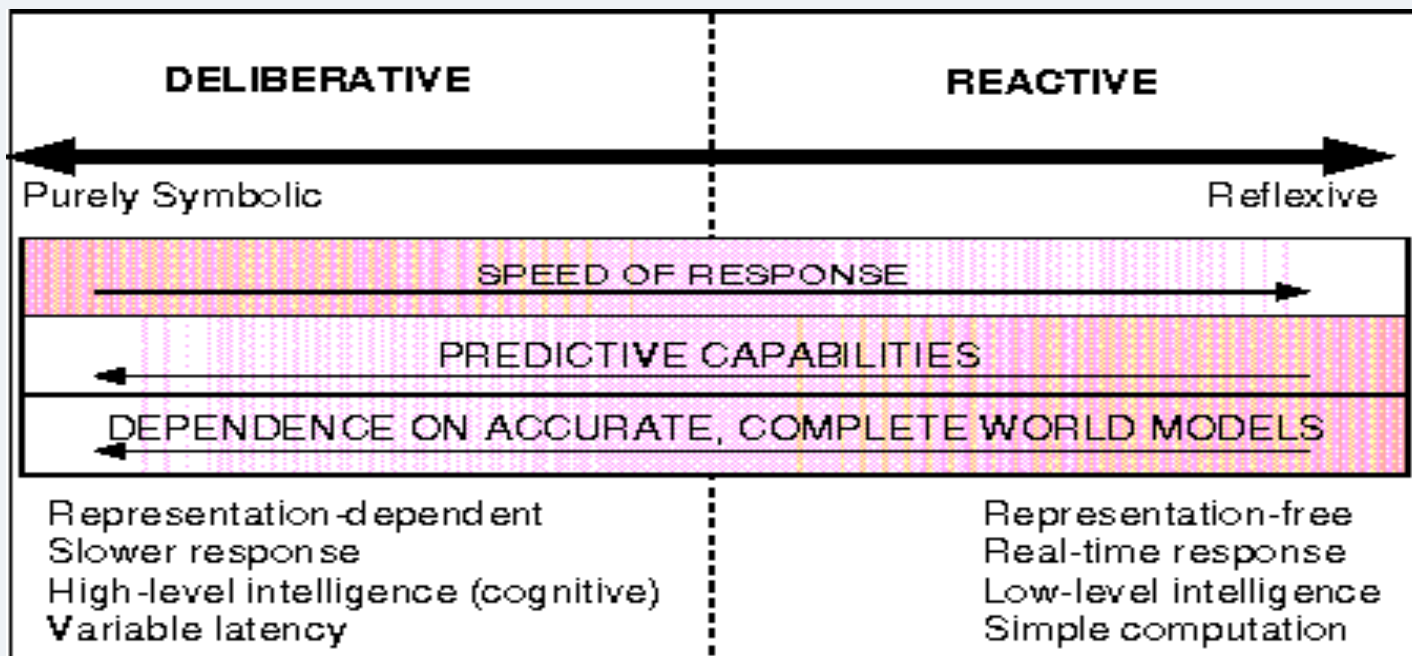 DELIBERATIVE
REACTIVE
Purely Symbolic
Reflexive
SPEED OF RESPONSE
PREDICTIVE CAPABILITIES
DEPENDENCE ON ACCURATE, COMPLETE WORLD MODELS
Representation-dependent
Slower response
High-level intelligence (cognitive)
Variable latency
Representation-free
Real-time response
Low-level intelligence
Simple computation